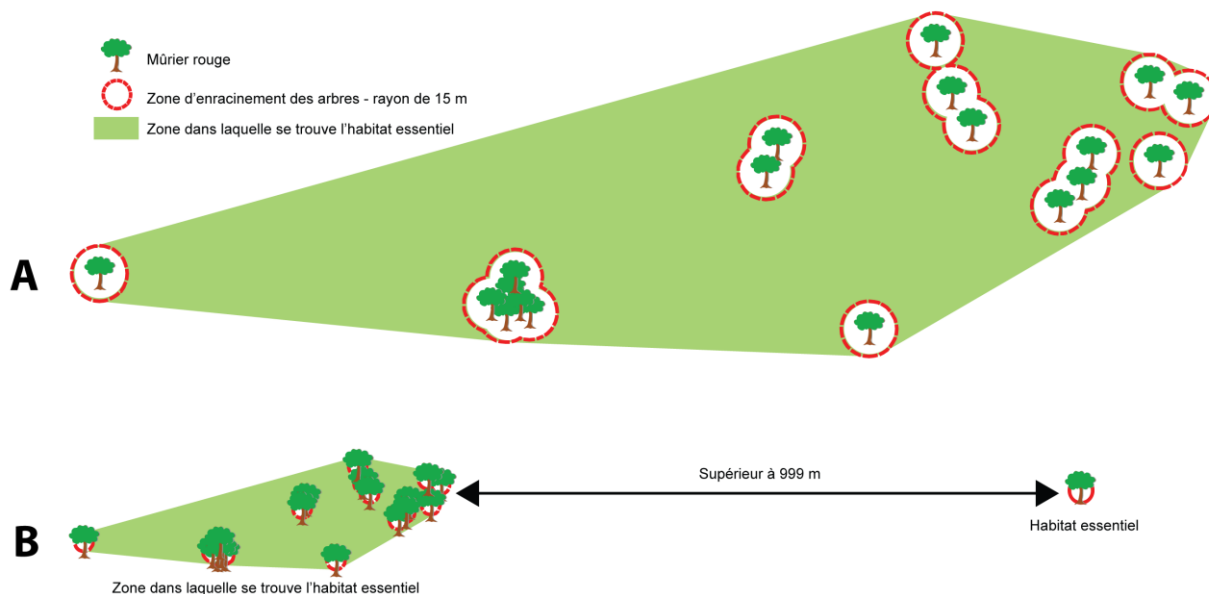 Mûrier rouge
Zone d'enracinement des arbres - rayon de 15 m
Zone dans laquelle se trouve l'habitat essentiel
A
Supérieur à 999 m
B
Habitat essentiel
Zone dans laquelle se trouve l'habitat essentiel